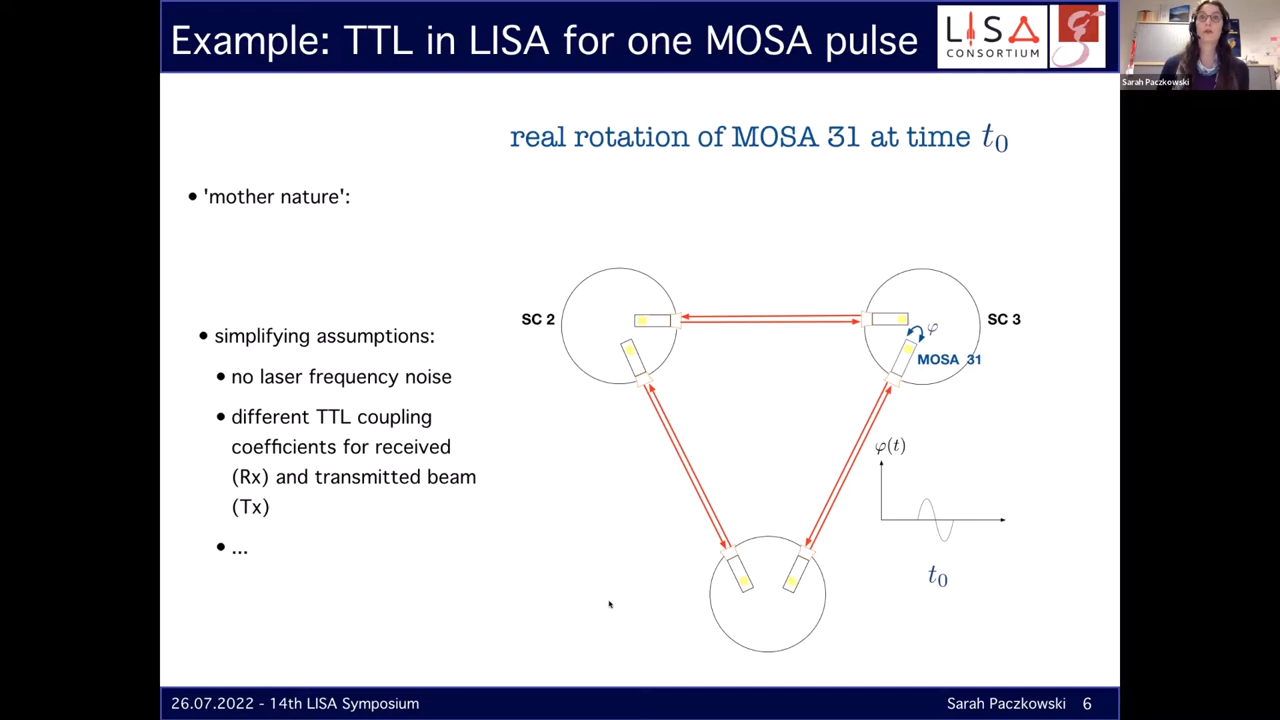 Example: TTL in LISA for one MOSA pulse
LISA
CONSORTIUM
Sarah Paczkowski
real rotation of MOSA 31 at time t₀
• 'mother nature':
• simplifying assumptions:
• no laser frequency noise
• different TTL coupling
coefficients for received
(Rx) and transmitted beam
(Tx)
• ...
SC 2
SC 3
φ
MOSA 31
φ(t)
t₀
26.07.2022 - 14th LISA Symposium
Sarah Paczkowski 6